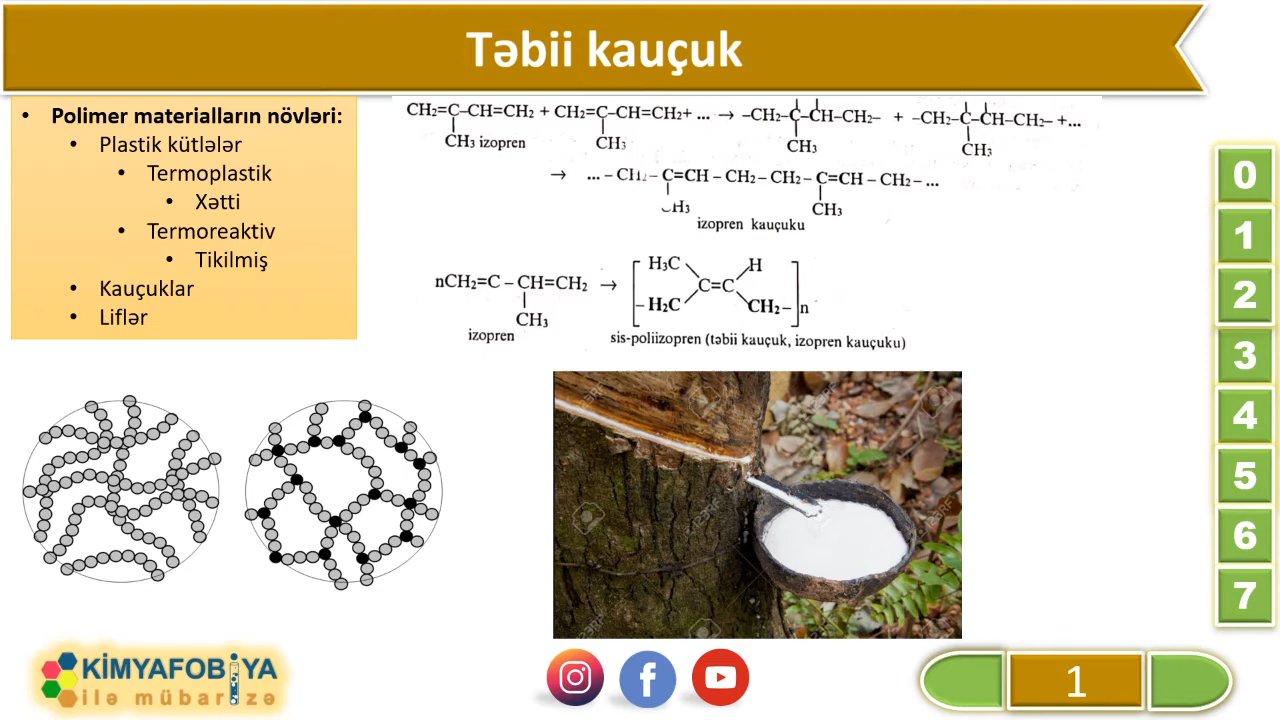 Təbii kauçuk
• Polimer materialların növləri:
• Plastik kütlələr
• Termoplastik
• Xətti
• Termoreaktiv
• Tikilmiş
• Kauçuklar
• Liflər
CH₂=C–CH=CH₂ + CH₂=C–CH=CH₂+ ... → –CH₂–C–CH–CH₂– + –CH₂–C–CH–CH₂– +...
CH₃ izopren CH₃ CH₃ CH₃
→ ... – CH₂– C=CH – CH₂ – CH₂ – C=CH – CH₂ – ...
CH₃ CH₃
izopren kauçuku
H₃C H
nCH₂=C – CH=CH₂ → C=C
– H₂C CH₂– n
CH₃
izopren sis-poliizopren (təbii kauçuk, izopren kauçuku)
0
1
2
3
4
5
6
7
KİMYAFOBİYA
ilə mübarizə
1